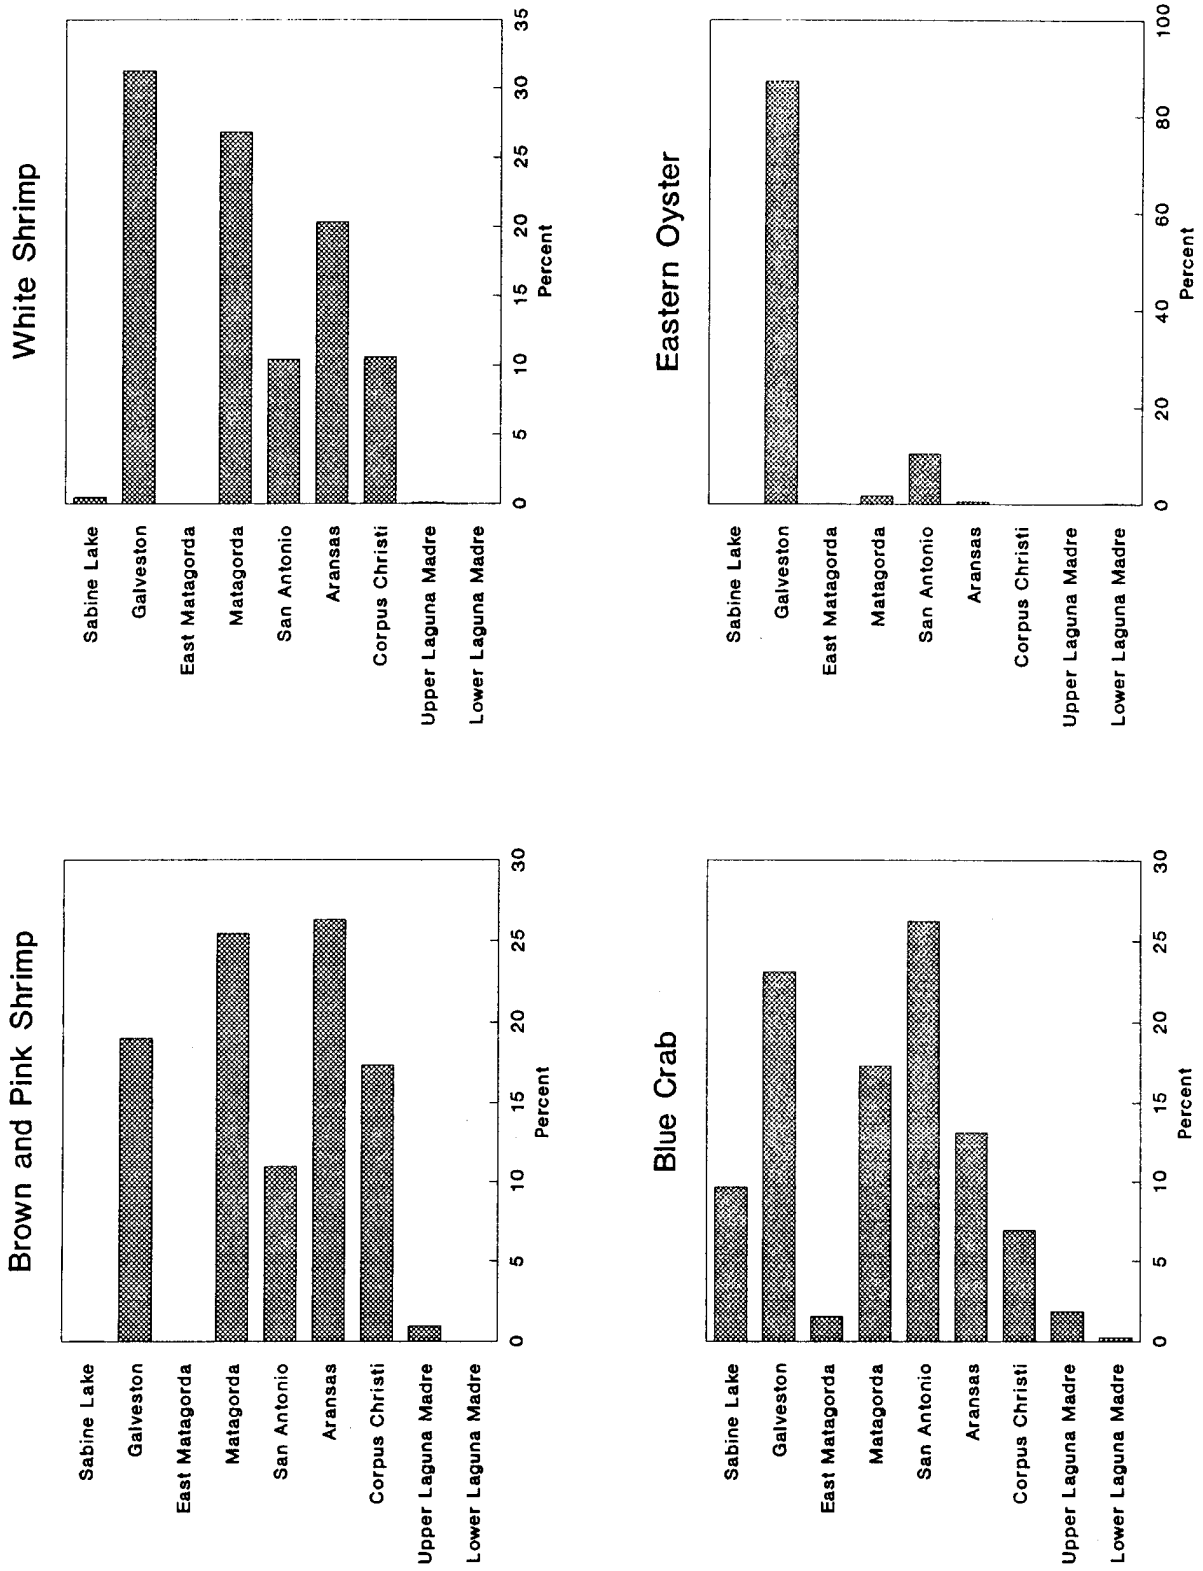 Brown and Pink Shrimp
Sabine Lake
Galveston
East Matagorda
Matagorda
San Antonio
Aransas
Corpus Christi
Upper Laguna Madre
Lower Laguna Madre
0 5 10 15 20 25 30
Percent
White Shrimp
Sabine Lake
Galveston
East Matagorda
Matagorda
San Antonio
Aransas
Corpus Christi
Upper Laguna Madre
Lower Laguna Madre
0 5 10 15 20 25 30 35
Percent
Blue Crab
Sabine Lake
Galveston
East Matagorda
Matagorda
San Antonio
Aransas
Corpus Christi
Upper Laguna Madre
Lower Laguna Madre
0 5 10 15 20 25 30
Percent
Eastern Oyster
Sabine Lake
Galveston
East Matagorda
Matagorda
San Antonio
Aransas
Corpus Christi
Upper Laguna Madre
Lower Laguna Madre
0 20 40 60 80 100
Percent